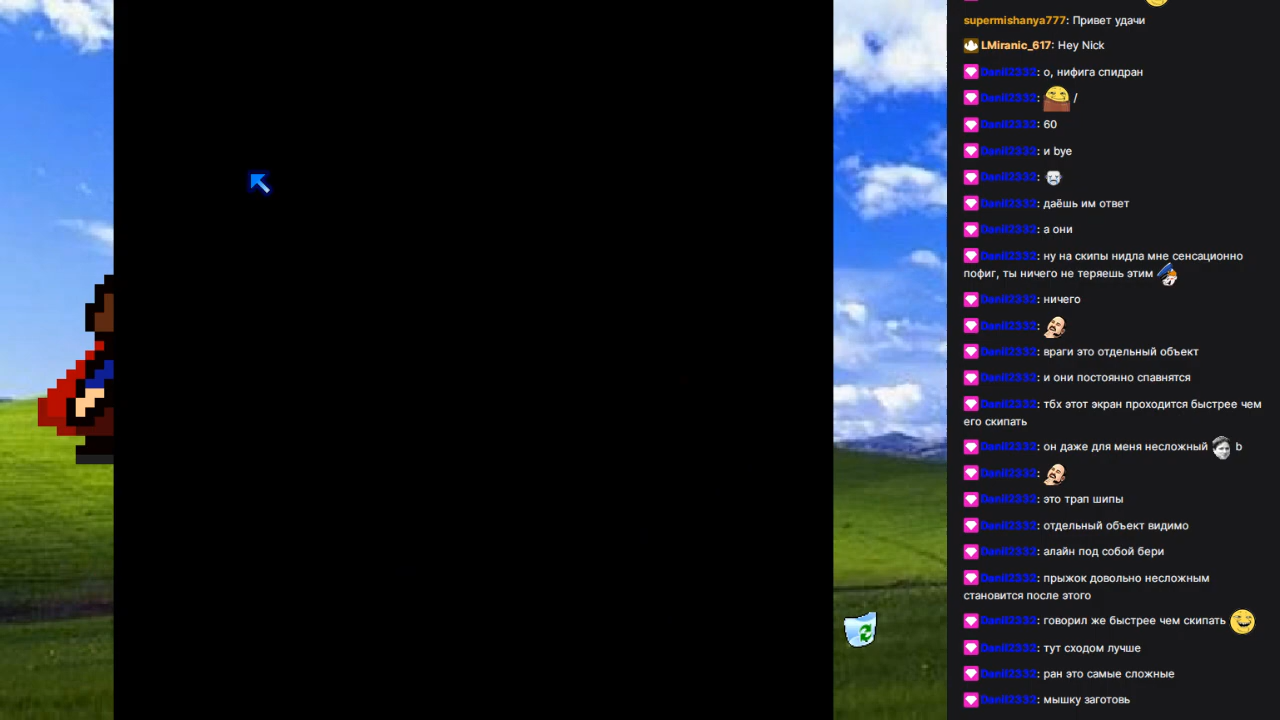 supermishanya777: Привет удачи
LMiranic_617: Hey Nick
Danil2332: о, нифига спидран
Danil2332: /
Danil2332: 60
Danil2332: и bye
Danil2332:
Danil2332: даёшь им ответ
Danil2332: а они
Danil2332: ну на скипы нидла мне сенсационно
пофиг, ты ничего не теряешь этим
Danil2332: ничего
Danil2332:
Danil2332: враги это отдельный объект
Danil2332: и они постоянно спавнятся
Danil2332: тбх этот экран проходится быстрее чем
его скипать
Danil2332: он даже для меня несложный b
Danil2332:
Danil2332: это трап шипы
Danil2332: отдельный объект видимо
Danil2332: алайн под собой бери
Danil2332: прыжок довольно несложным
становится после этого
Danil2332: говорил же быстрее чем скипать
Danil2332: тут сходом лучше
Danil2332: ран это самые сложные
Danil2332: мышку заготовь